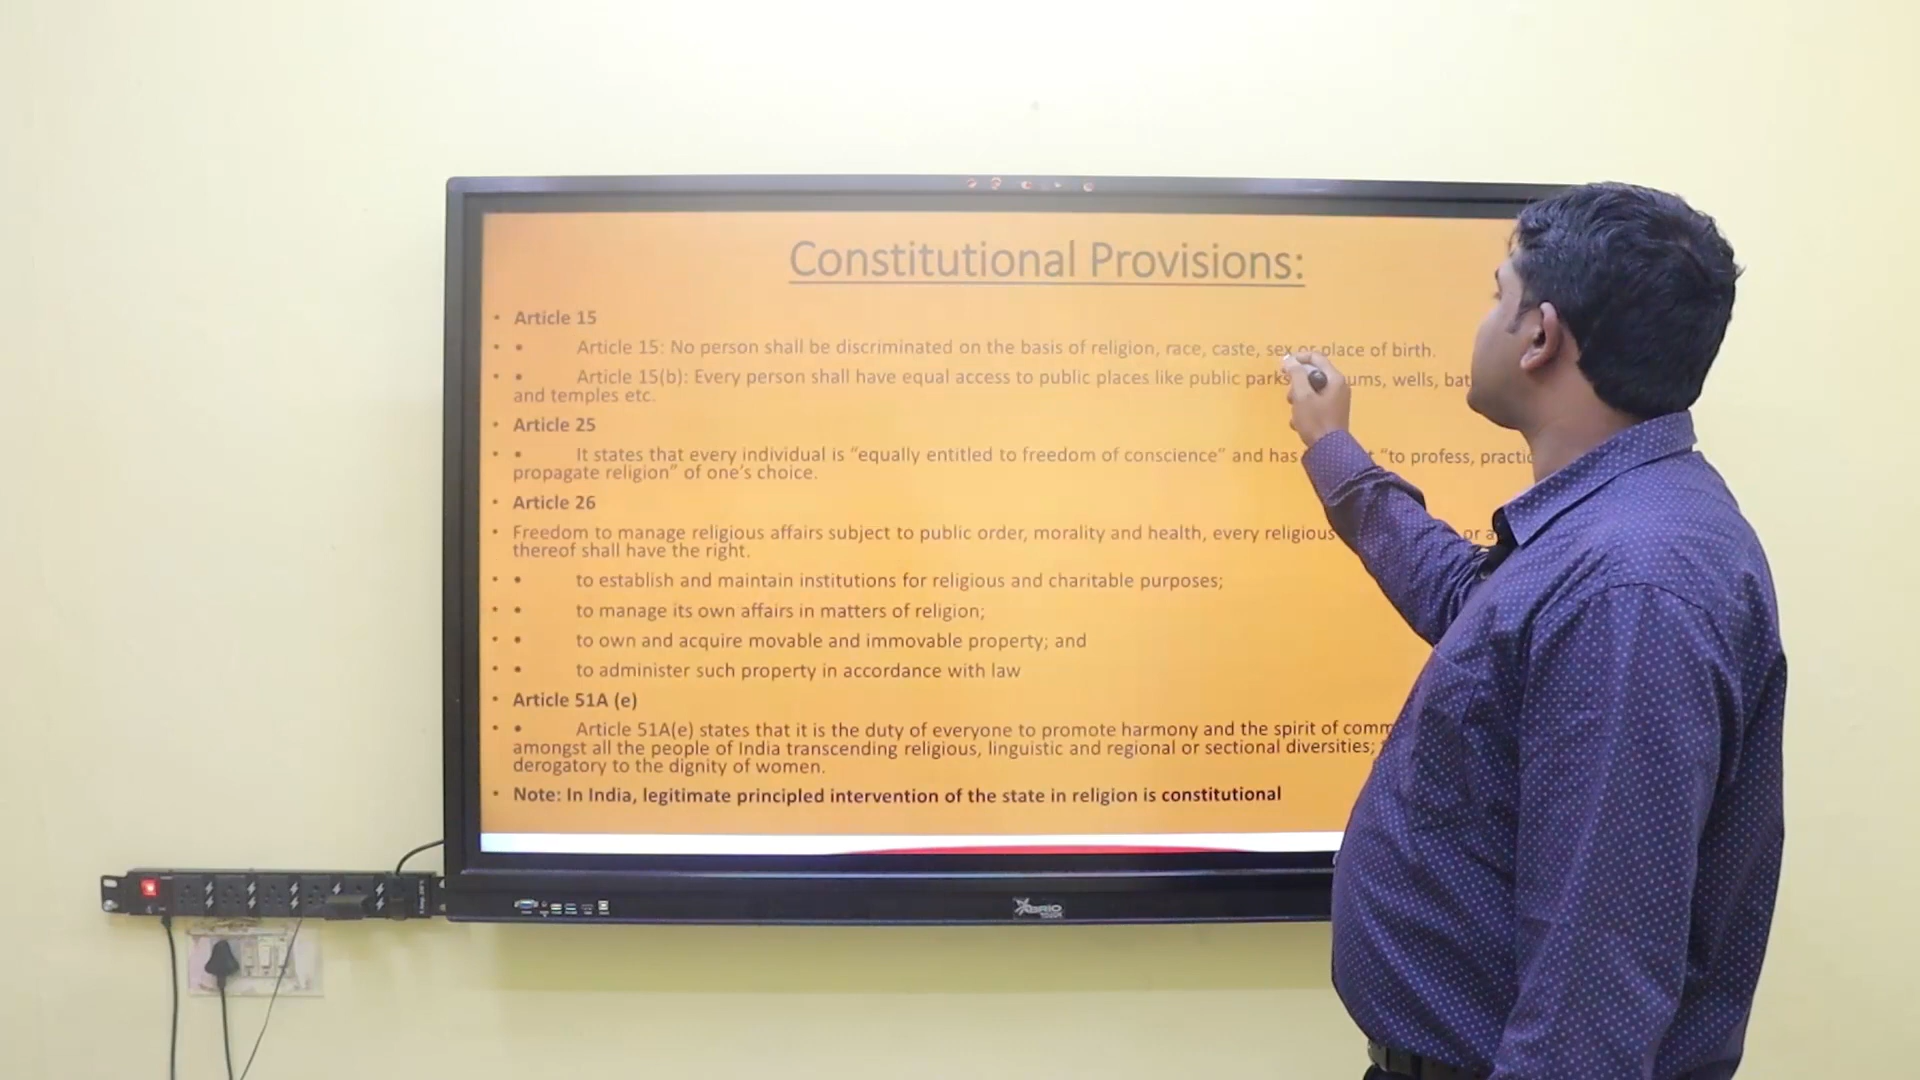 Constitutional Provisions:
• Article 15
• • Article 15: No person shall be discriminated on the basis of religion, race, caste, sex or place of birth.
• • Article 15(b): Every person shall have equal access to public places like public parks wells,
and temples etc.
• Article 25
• • It states that every individual is “equally entitled to freedom of conscience” and has “to profess,
propagate religion” of one’s choice.
• Article 26
• Freedom to manage religious affairs subject to public order, morality and health, every religious or
thereof shall have the right.
• • to establish and maintain institutions for religious and charitable purposes;
• • to manage its own affairs in matters of religion;
• • to own and acquire movable and immovable property; and
• • to administer such property in accordance with law
• Article 51A (e)
• • Article 51A(e) states that it is the duty of everyone to promote harmony and the spirit of
amongst all the people of India transcending religious, linguistic and regional or sectional diversities;
derogatory to the dignity of women.
• Note: In India, legitimate principled intervention of the state in religion is constitutional